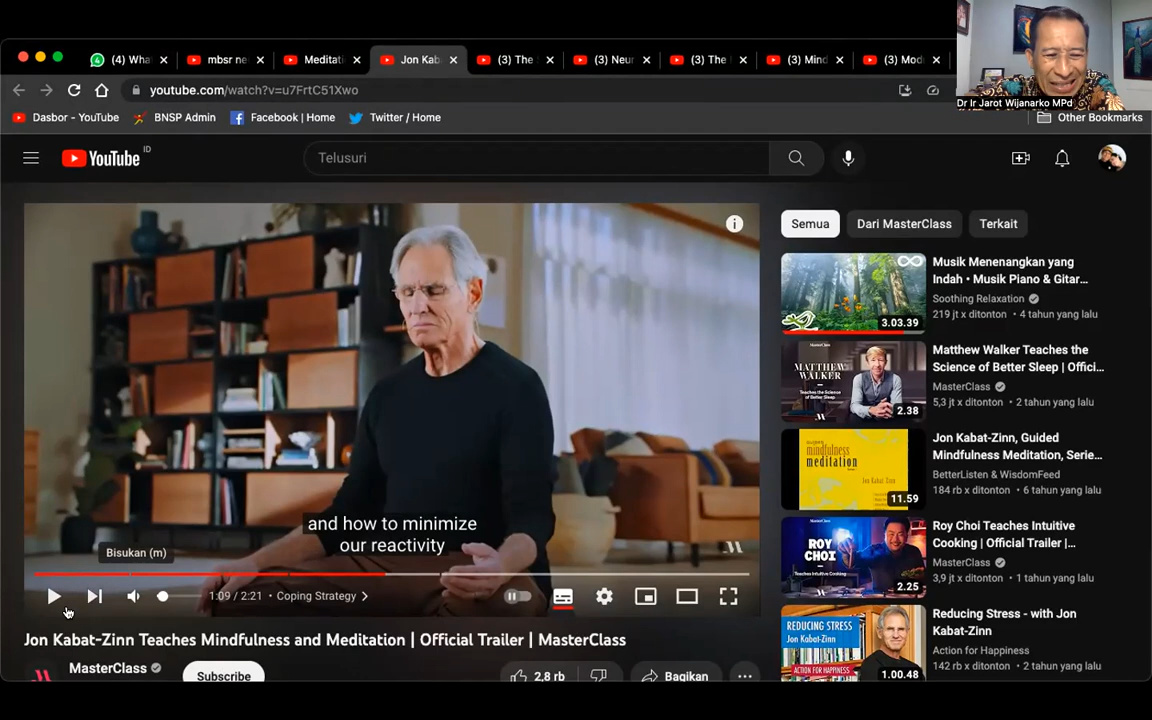 (4) Wha
mbsr ne
Meditati
Jon Kab
(3) The
(3) Neur
(3) The
(3) Mind
(3) Mod
Dr Ir Jarot Wijanarko MPd
youtube.com/watch?v=u7FrtC51Xwo
Dasbor - YouTube
BNSP Admin
Facebook | Home
Twitter / Home
Other Bookmarks
YouTube ID
Telusuri
and how to minimize
our reactivity
Bisukan (m)
1:09 / 2:21 • Coping Strategy
Jon Kabat-Zinn Teaches Mindfulness and Meditation | Official Trailer | MasterClass
MasterClass
Subscribe
2,8 rb
Bagikan
Semua
Dari MasterClass
Terkait
3.03.39
Musik Menenangkan yang
Indah • Musik Piano & Gitar...
Soothing Relaxation
219 jt x ditonton • 4 tahun yang lalu
MATTHEW
WALKER
2.38
Matthew Walker Teaches the
Science of Better Sleep | Offici...
MasterClass
5,3 jt x ditonton • 2 tahun yang lalu
mindfulness
meditation
Jon Kabat-Zinn
11.59
Jon Kabat-Zinn, Guided
Mindfulness Meditation, Serie...
BetterListen & WisdomFeed
184 rb x ditonton • 6 tahun yang lalu
ROY
CHOI
2.25
Roy Choi Teaches Intuitive
Cooking | Official Trailer |...
MasterClass
3,9 jt x ditonton • 1 tahun yang lalu
REDUCING STRESS
Jon Kabat-Zinn
ACTION FOR HAPPINESS
1.00.48
Reducing Stress - with Jon
Kabat-Zinn
Action for Happiness
142 rb x ditonton • 2 tahun yang lalu